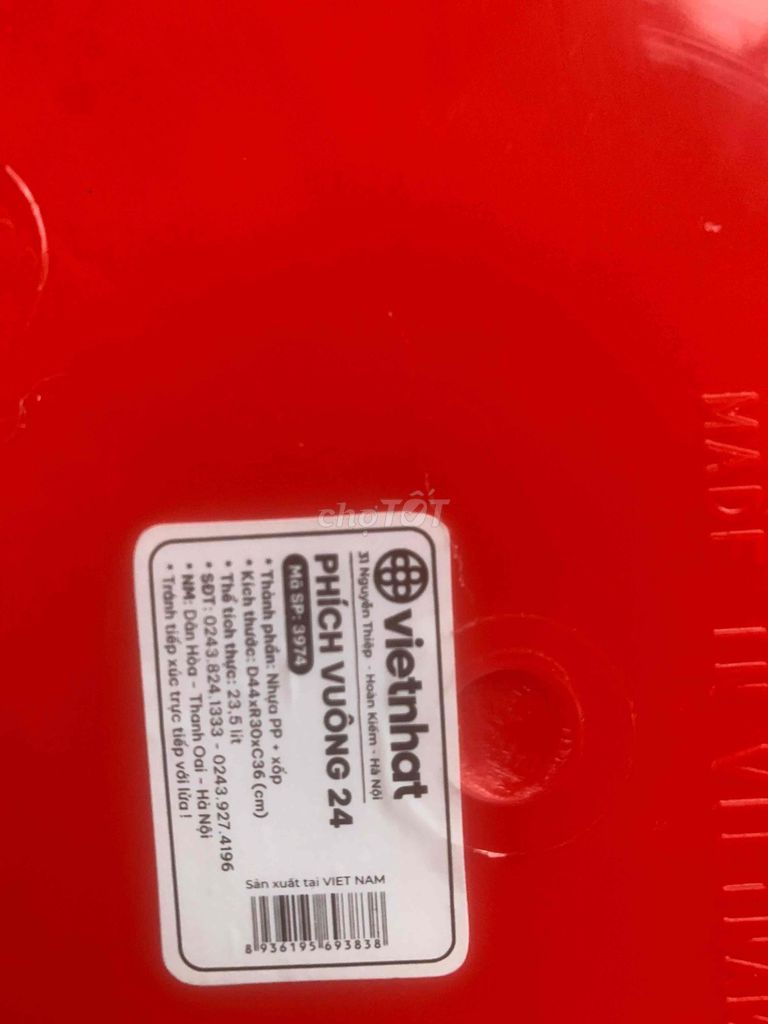 vietnhat
31 Nguyễn Thiệp - Hoàn Kiếm - Hà Nội
PHÍCH VUÔNG 24
Mã SP: 3974
• Thành phần: Nhựa PP + xốp
• Kích thước: D44xR30xC36 (cm)
• Thể tích thực: 23,5 lít
• SĐT: 0243.824.1333 - 0243.927.4196
• NM: Dân Hòa - Thanh Oai - Hà Nội
• Tránh tiếp xúc trực tiếp với lửa!
Sản xuất tại VIET NAM
8 936195 693838
MADE IN VIETNAM
chợTỐT